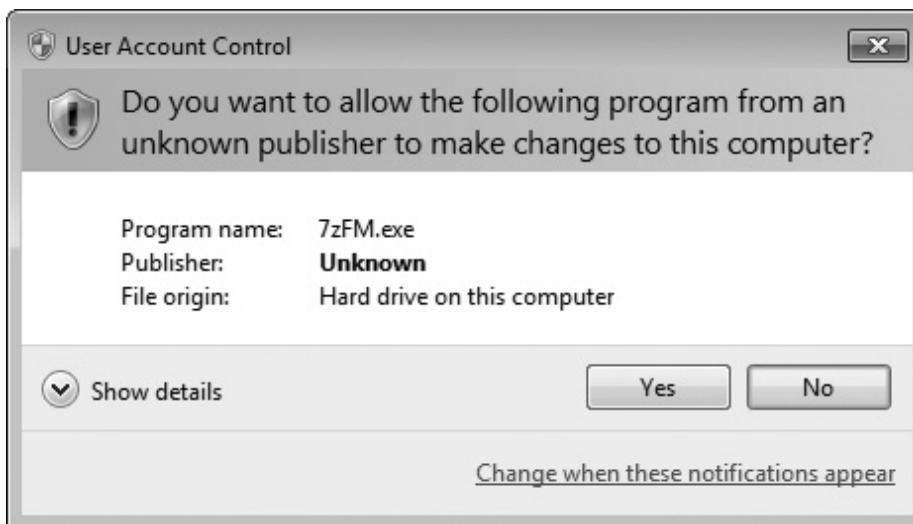 User Account Control
Do you want to allow the following program from an
unknown publisher to make changes to this computer?
Program name: 7zFM.exe
Publisher: Unknown
File origin: Hard drive on this computer
Show details Yes No
Change when these notifications appear